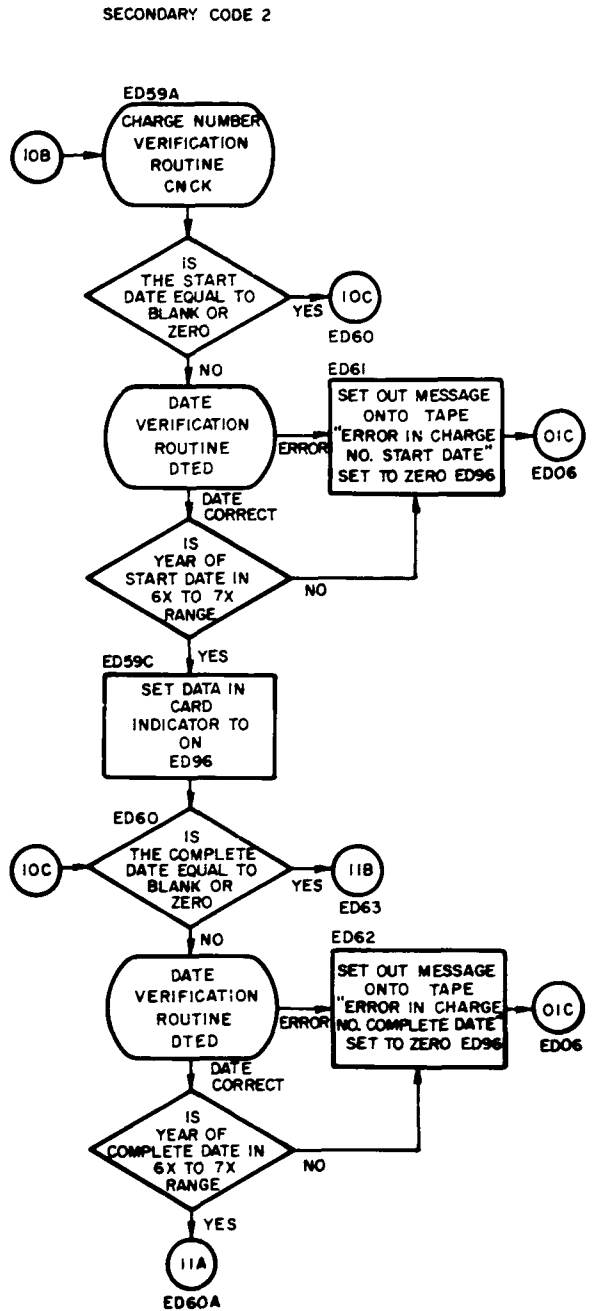 SECONDARY CODE 2
ED59A
CHARGE NUMBER
VERIFICATION
ROUTINE
CNCK
10B
IS
THE START
DATE EQUAL TO
BLANK OR
ZERO
YES
10C
ED60
NO
DATE
VERIFICATION
ROUTINE
DTED
ERROR
ED61
SET OUT MESSAGE
ONTO TAPE
"ERROR IN CHARGE
NO. START DATE"
SET TO ZERO ED96
01C
ED06
DATE
CORRECT
IS
YEAR OF
START DATE IN
6X TO 7X
RANGE
NO
YES
ED59C
SET DATA IN
CARD
INDICATOR TO
ON
ED96
ED60
10C
IS
THE COMPLETE
DATE EQUAL TO
BLANK OR
ZERO
YES
11B
ED63
NO
DATE
VERIFICATION
ROUTINE
DTED
ERROR
ED62
SET OUT MESSAGE
ONTO TAPE
"ERROR IN CHARGE
NO. COMPLETE DATE
SET TO ZERO ED96
01C
ED06
DATE
CORRECT
IS
YEAR OF
COMPLETE DATE IN
6X TO 7X
RANGE
NO
YES
11A
ED60A